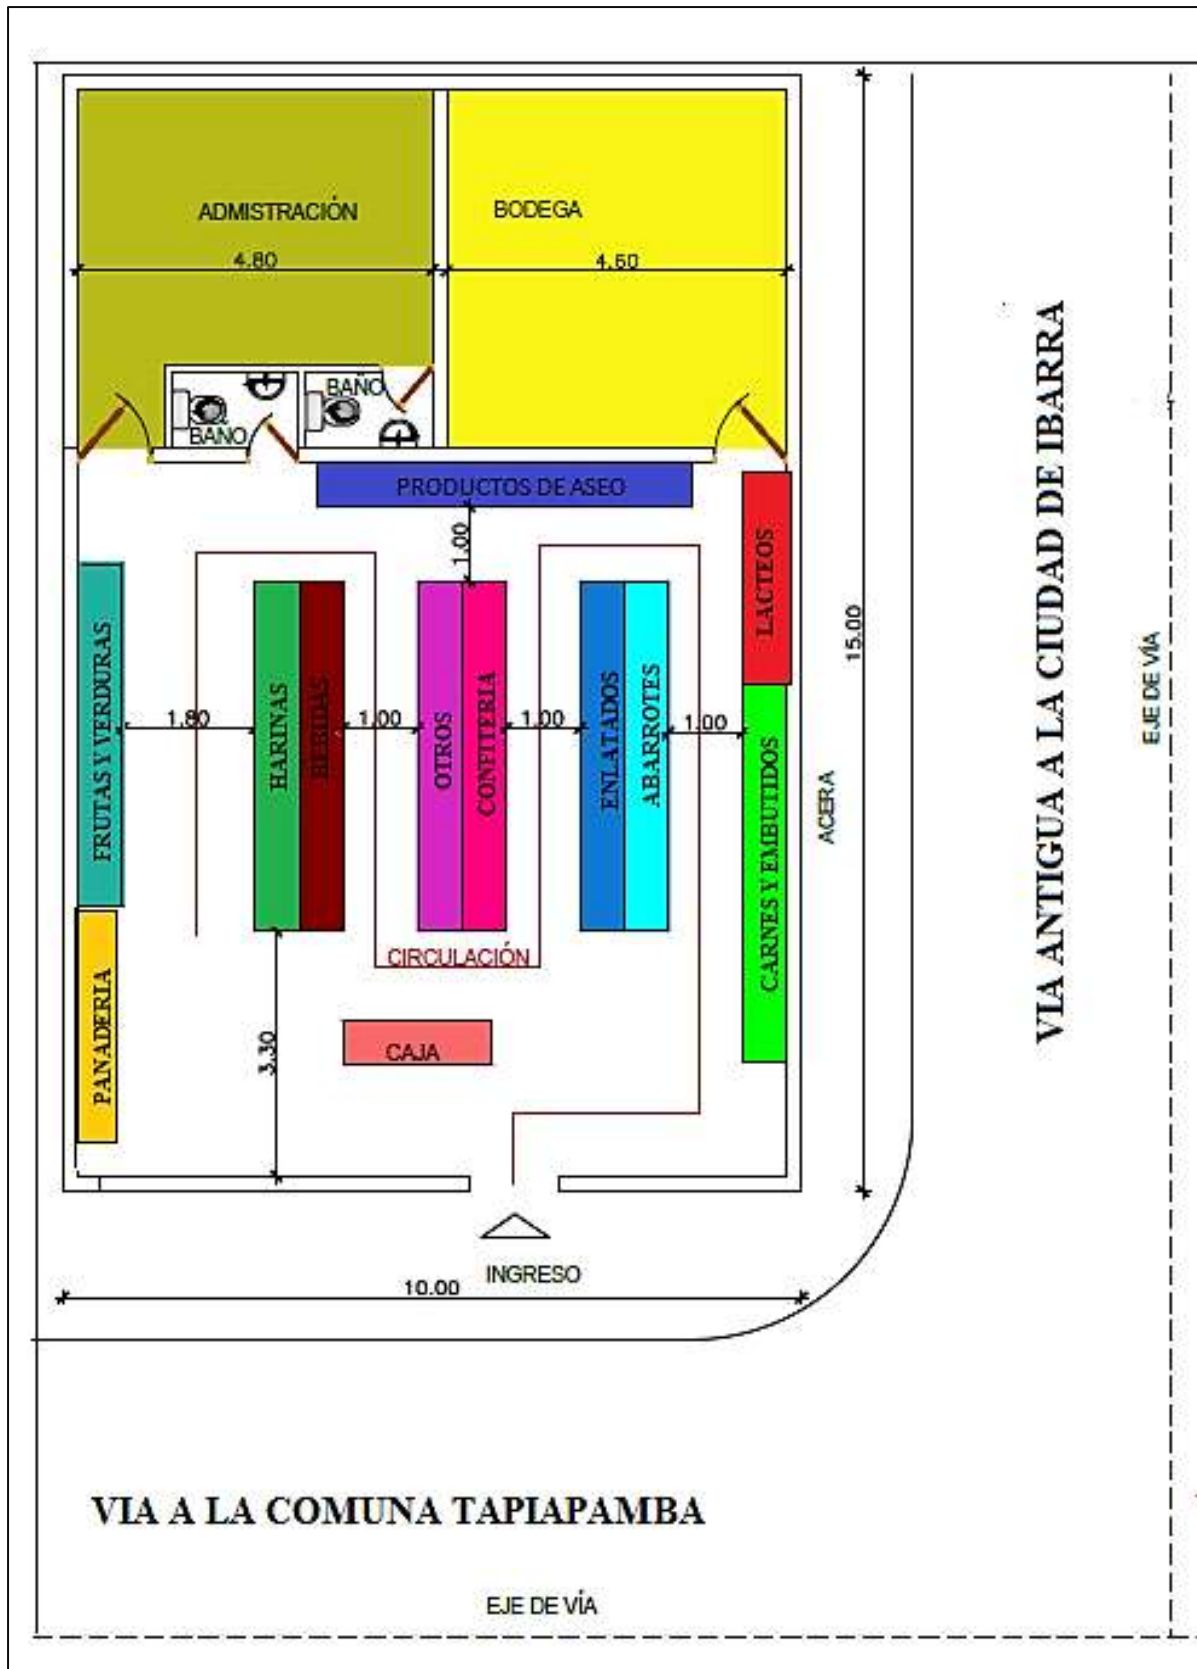 ADMISTRACIÓN
BODEGA
4.80
4.60
BAÑO
BAÑO
PRODUCTOS DE ASEO
1.00
LACTEOS
FRUTAS Y VERDURAS
HARINAS
BEBIDAS
OTROS
CONFITERIA
ENLATADOS
ABARROTES
1.80
1.00
1.00
1.00
CARNES Y EMBUTIDOS
PANADERIA
CIRCULACIÓN
CAJA
3.30
INGRESO
10.00
15.00
ACERA
VIA ANTIGUA A LA CIUDAD DE IBARRA
EJE DE VÍA
VIA A LA COMUNA TAPIAPAMBA
EJE DE VÍA